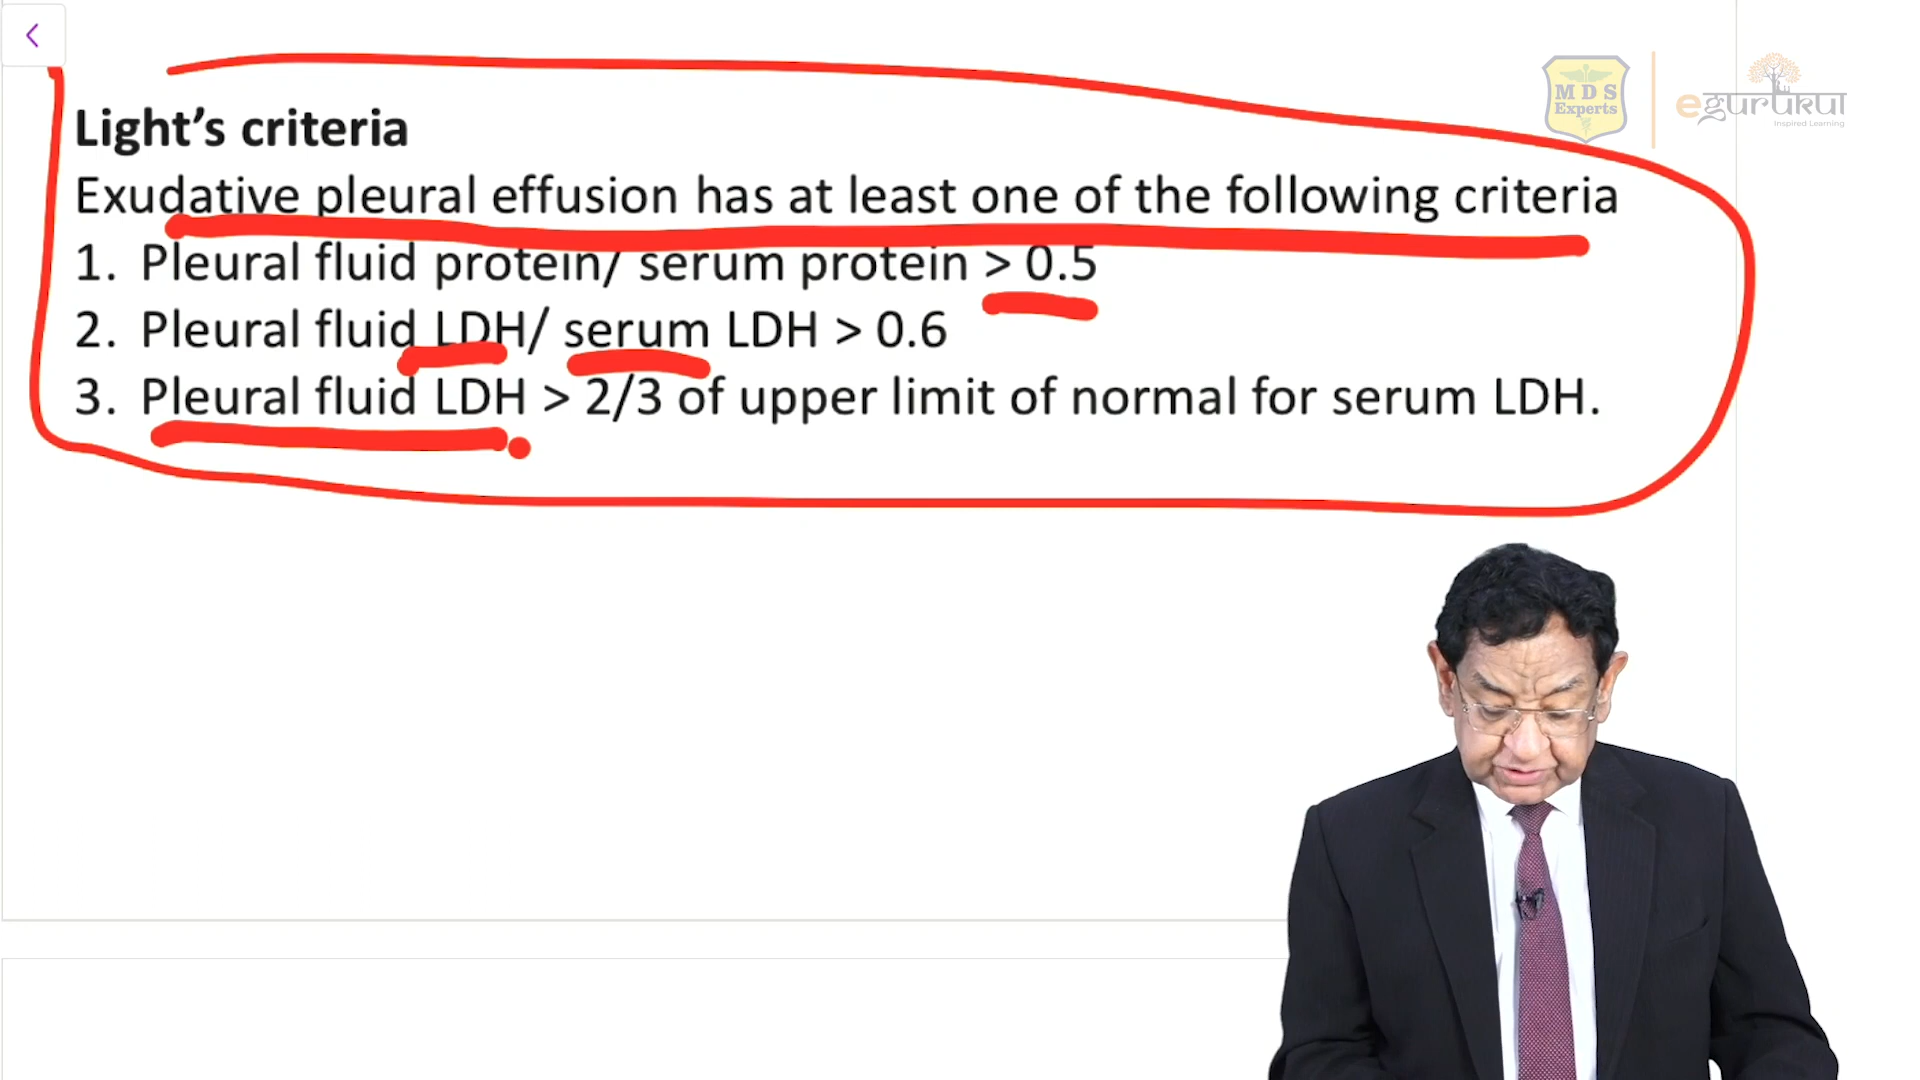 MDS
Experts
egurukul
Inspired Learning
Light’s criteria
Exudative pleural effusion has at least one of the following criteria
1. Pleural fluid protein/ serum protein > 0.5
2. Pleural fluid LDH/ serum LDH > 0.6
3. Pleural fluid LDH > 2/3 of upper limit of normal for serum LDH.